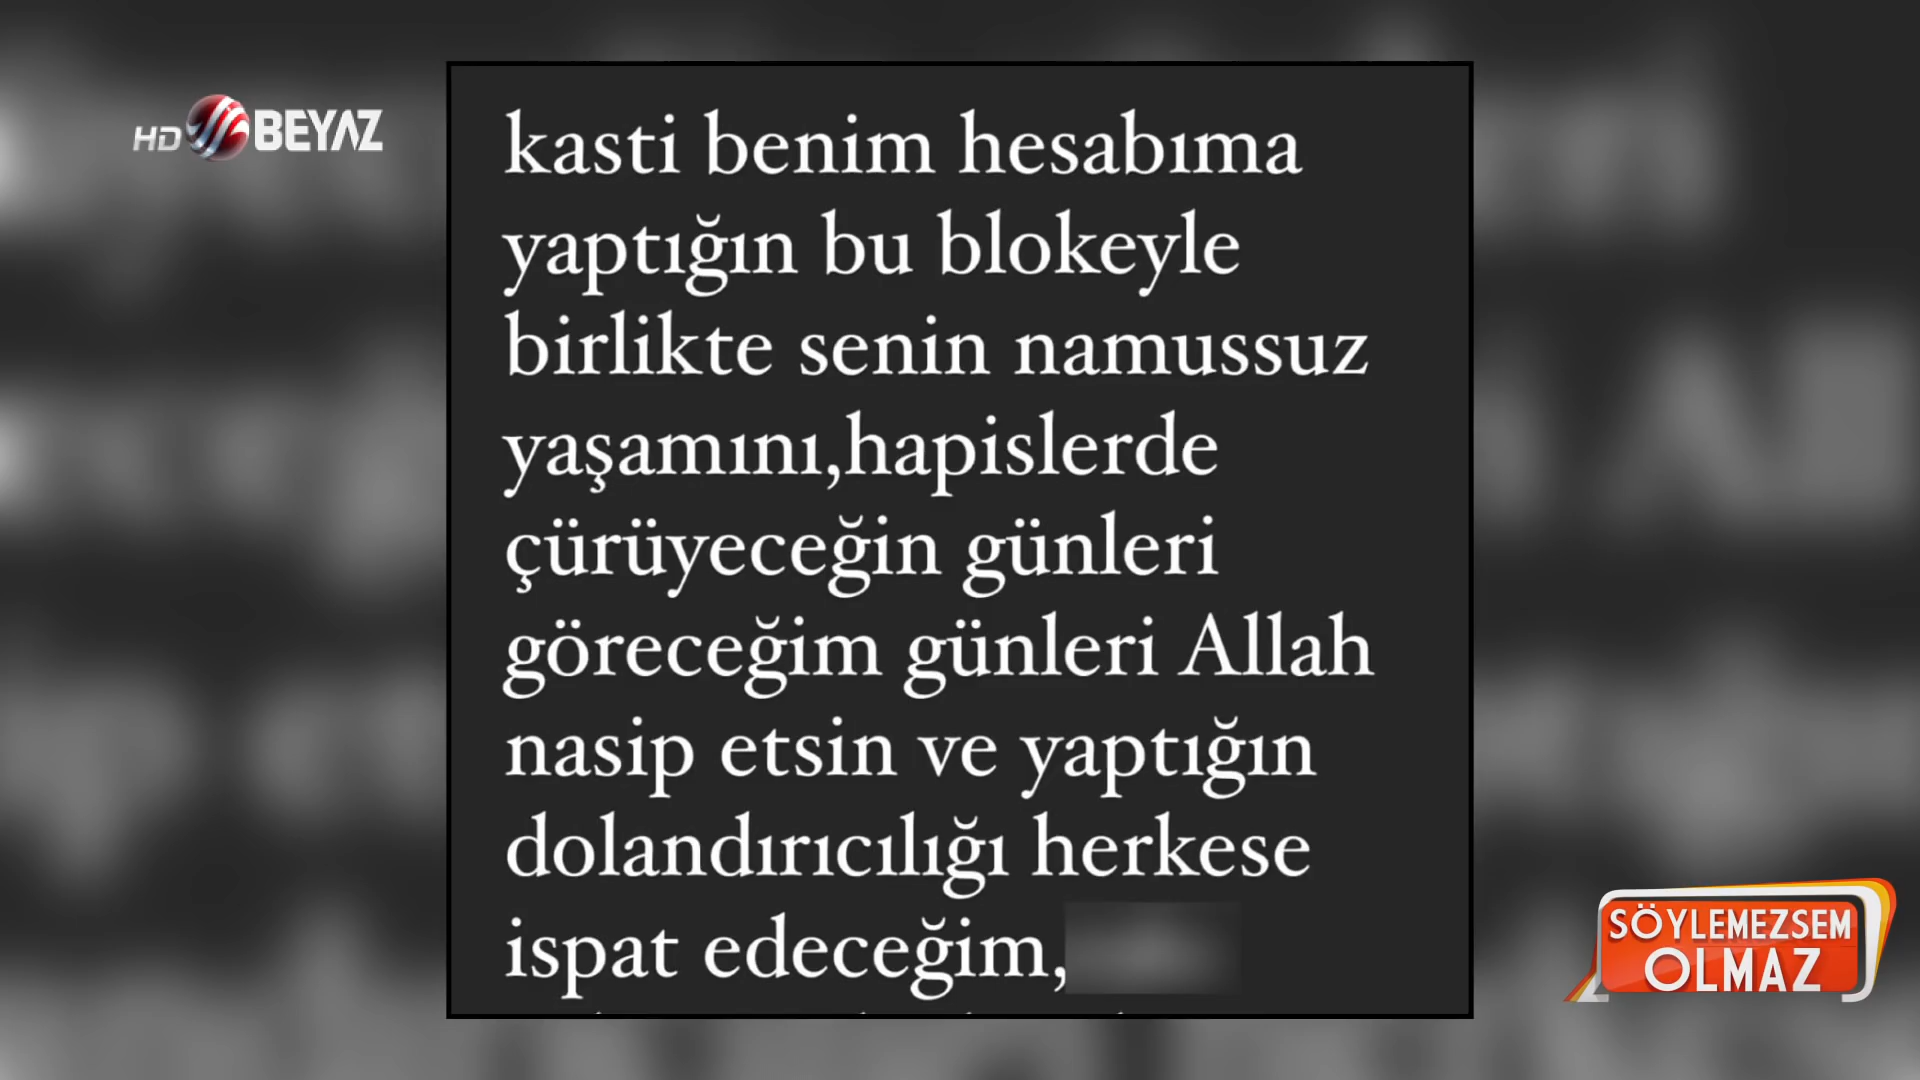 HD BEYAZ
kasti benim hesabıma
yaptığın bu blokeyle
birlikte senin namussuz
yaşamını,hapislerde
çürüyeceğin günleri
göreceğim günleri Allah
nasip etsin ve yaptığın
dolandırıcılığı herkese
ispat edeceğim,
SÖYLEMEZSEM
OLMAZ